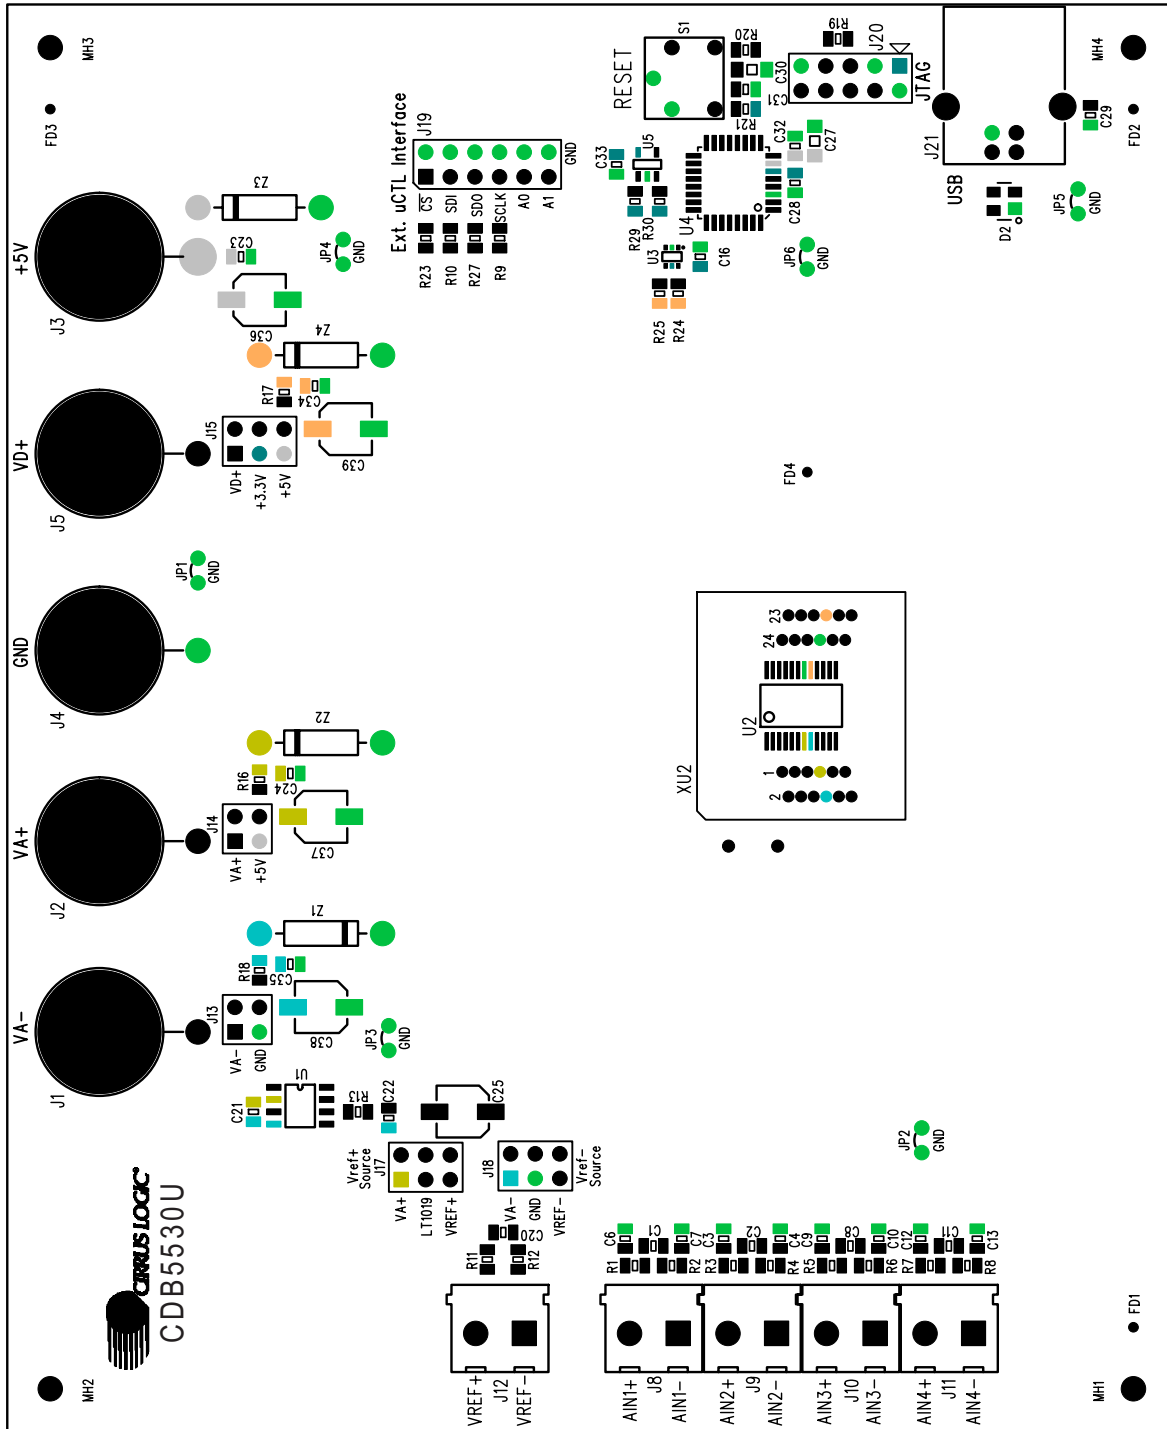 MH3
FD3
+5V
J3
Z3
C23
JP4
GND
C36
Z4
R17
C34
J15
VD+
+3.3V
+5V
C39
VD+
J5
JP1
GND
GND
J4
Z2
R16
C24
J14
VA+
+5V
C37
VA+
J2
Z1
R18
C35
J13
VA-
GND
C38
VA-
J1
JP3
GND
U1
C21
R13
C22
C25
Vref+
Source
J17
VA+
LT1019
VREF+
J18
Vref-
Source
VA-
GND
VREF-
C20
R11
R12
VREF+
J12
VREF-
CIRRUS LOGIC®
CDB5530U
MH2
Ext. uCTL Interface
J19
GND
CS
SDI
SDO
SCLK
A0
A1
R23
R10
R27
R9
RESET
S1
R20
C30
C31
R21
R19
J20
JTAG
C33
U5
R29
R30
U4
C32
C27
C28
U3
C16
R25
R24
JP6
GND
J21
USB
D2
JP5
GND
C29
FD2
MH4
FD4
XU2
U2
23
24
1
2
JP2
GND
C6
C1
C7
R1
R2
C3
C2
C4
R3
R4
C9
C8
C10
R5
R6
C12
C11
C13
R7
R8
AIN1+
J8
AIN1-
AIN2+
J9
AIN2-
AIN3+
J10
AIN3-
AIN4+
J11
AIN4-
MH1
FD1